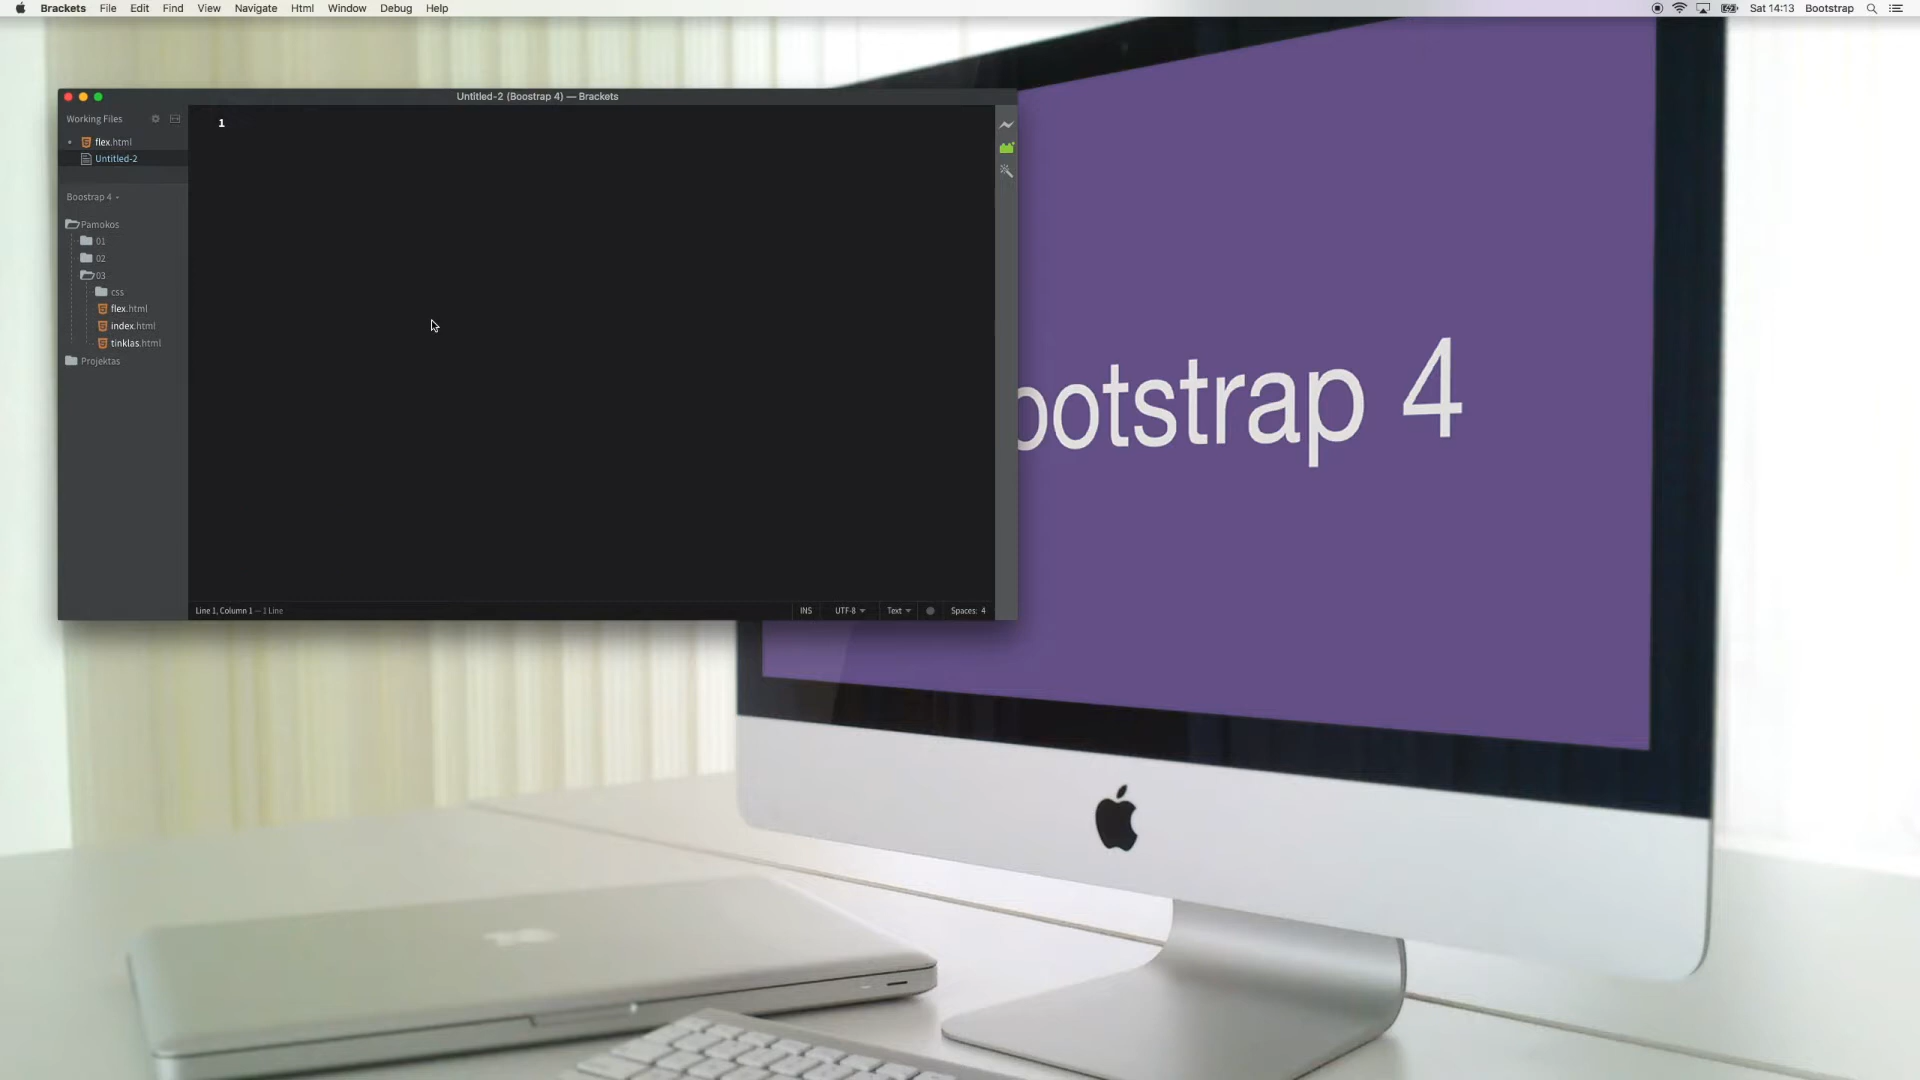 Brackets File Edit Find View Navigate Html Window Debug Help Sat 14:13 Bootstrap
Untitled-2 (Boostrap 4) — Brackets
Working Files
flex.html
Untitled-2
Boostrap 4
Pamokos
01
02
03
css
flex.html
index.html
tinklas.html
Projektas
1
Line 1, Column 1 — 1 Line INS UTF-8 Text Spaces: 4
ootstrap 4